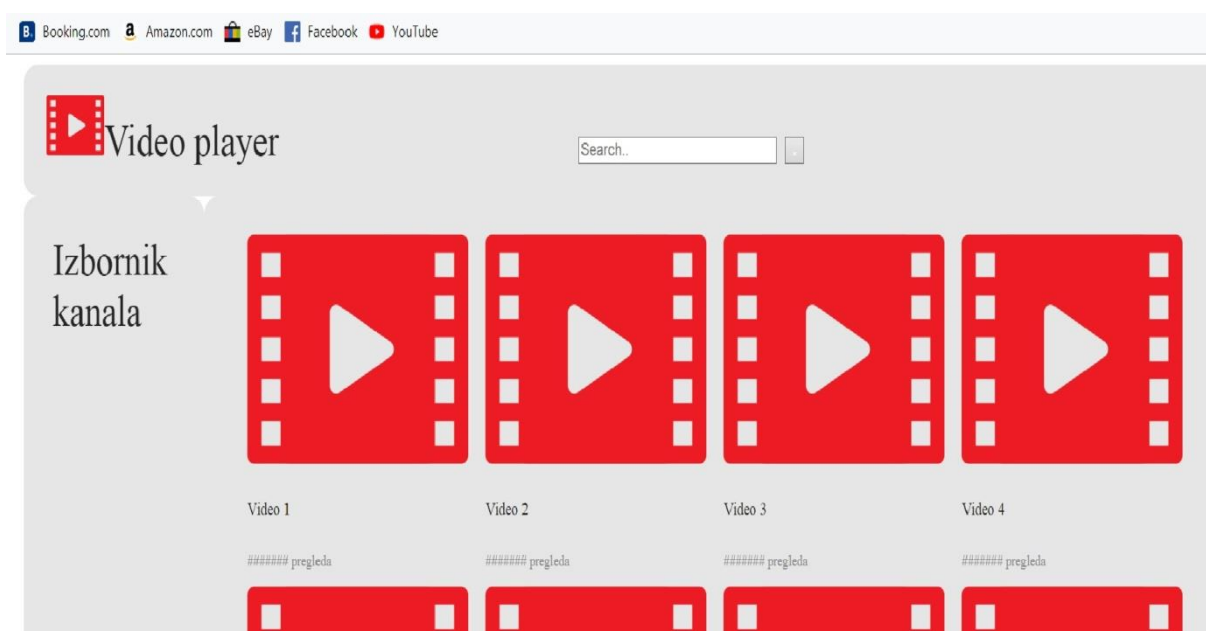 B. Booking.com a Amazon.com eBay f Facebook YouTube
Video player
Search..
Izbornik
kanala
Video 1 Video 2 Video 3 Video 4
####### pregleda ####### pregleda ####### pregleda ####### pregleda